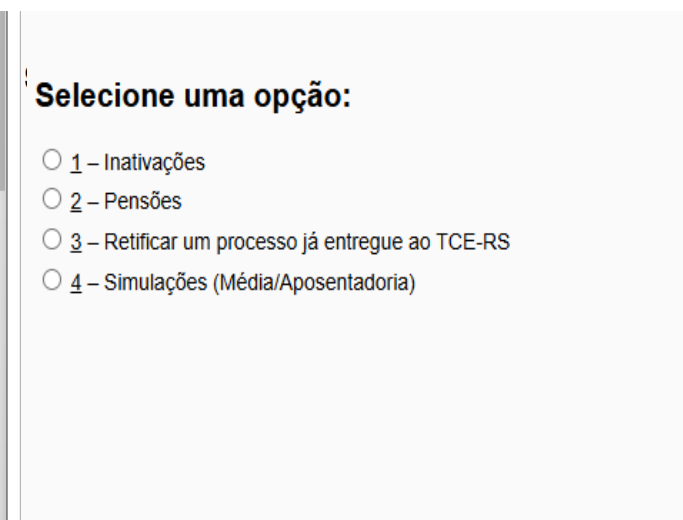 Selecione uma opção:
1 – Inativações
2 – Pensões
3 – Retificar um processo já entregue ao TCE-RS
4 – Simulações (Média/Aposentadoria)